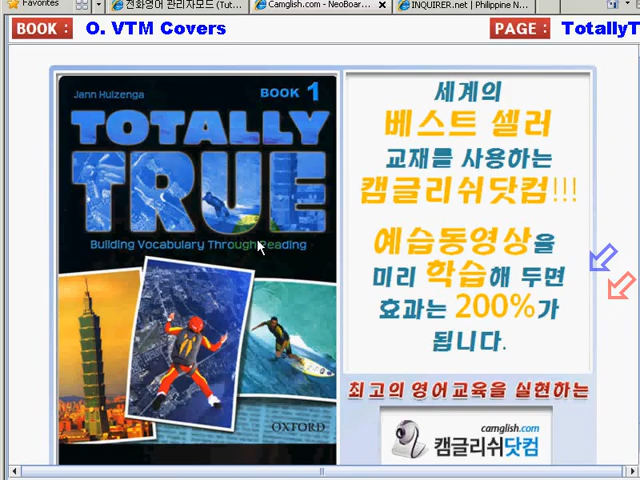 Favorites
전화영어 관리자모드 (Tut...
Camglish.com - NeoBoar...
INQUIRER.net | Philippine N...
BOOK :
O. VTM Covers
PAGE :
TotallyT
Jann Huizenga
BOOK 1
TOTALLY
TRUE
Building Vocabulary Through Reading
OXFORD
세계의
베스트 셀러
교재를 사용하는
캠글리쉬닷컴!!!
예습동영상을
미리 학습해 두면
효과는 200%가
됩니다.
최고의 영어교육을 실현하는
camglish.com
캠글리쉬닷컴